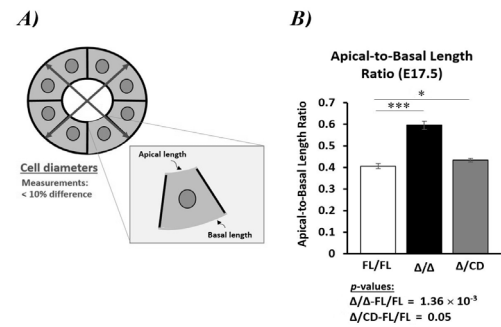 A)
Cell diameters
Measurements:
< 10% difference
Apical length
Basal length
B)
Apical-to-Basal Length
Ratio (E17.5)
Apical-to-Basal Length Ratio
0.7
0.6
0.5
0.4
0.3
0.2
0.1
0
***
*
FL/FL
Δ/Δ
Δ/CD
p-values:
Δ/Δ-FL/FL = 1.36 × 10⁻³
Δ/CD-FL/FL = 0.05